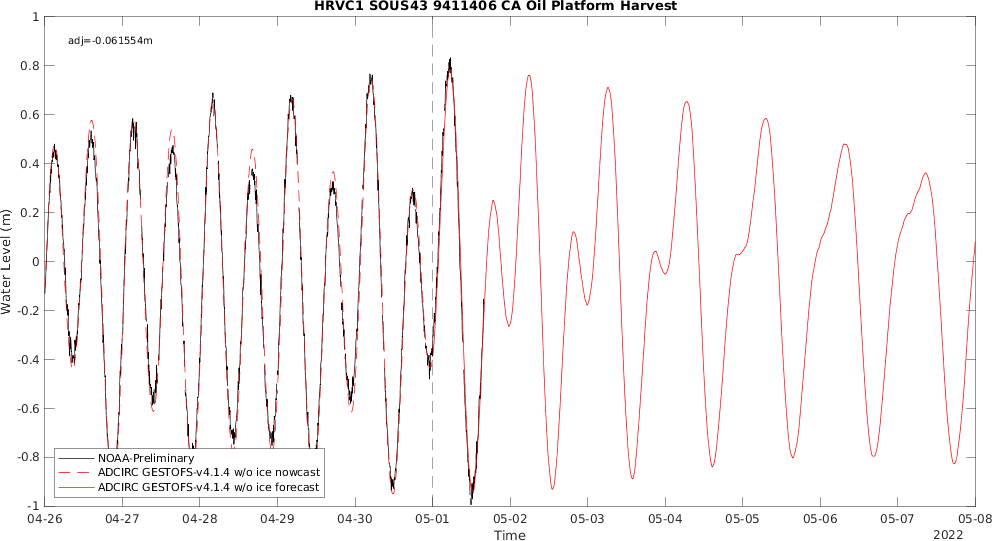 HRVC1 SOUS43 9411406 CA Oil Platform Harvest
adj=-0.061554m
Water Level (m)
1
0.8
0.6
0.4
0.2
0
-0.2
-0.4
-0.6
-0.8
-1
NOAA-Preliminary
ADCIRC GESTOFS-v4.1.4 w/o ice nowcast
ADCIRC GESTOFS-v4.1.4 w/o ice forecast
04-26 04-27 04-28 04-29 04-30 05-01 05-02 05-03 05-04 05-05 05-06 05-07 05-08
Time
2022